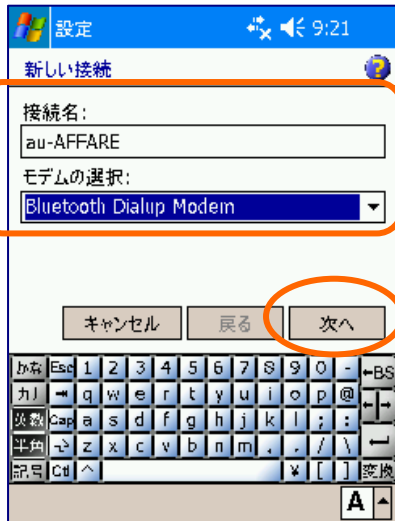 設定 9:21
新しい接続
接続名:
au-AFFARE
モデムの選択:
Bluetooth Dialup Modem
キャンセル 戻る 次へ
かな Esc 1 2 3 4 5 6 7 8 9 0 - ←BS
カナ q w e r t y u i o p @
英数 Cap a s d f g h j k l ; :
半角 z x c v b n m , . / \
記号 Ctl ^ ¥ [ ] 変換
A